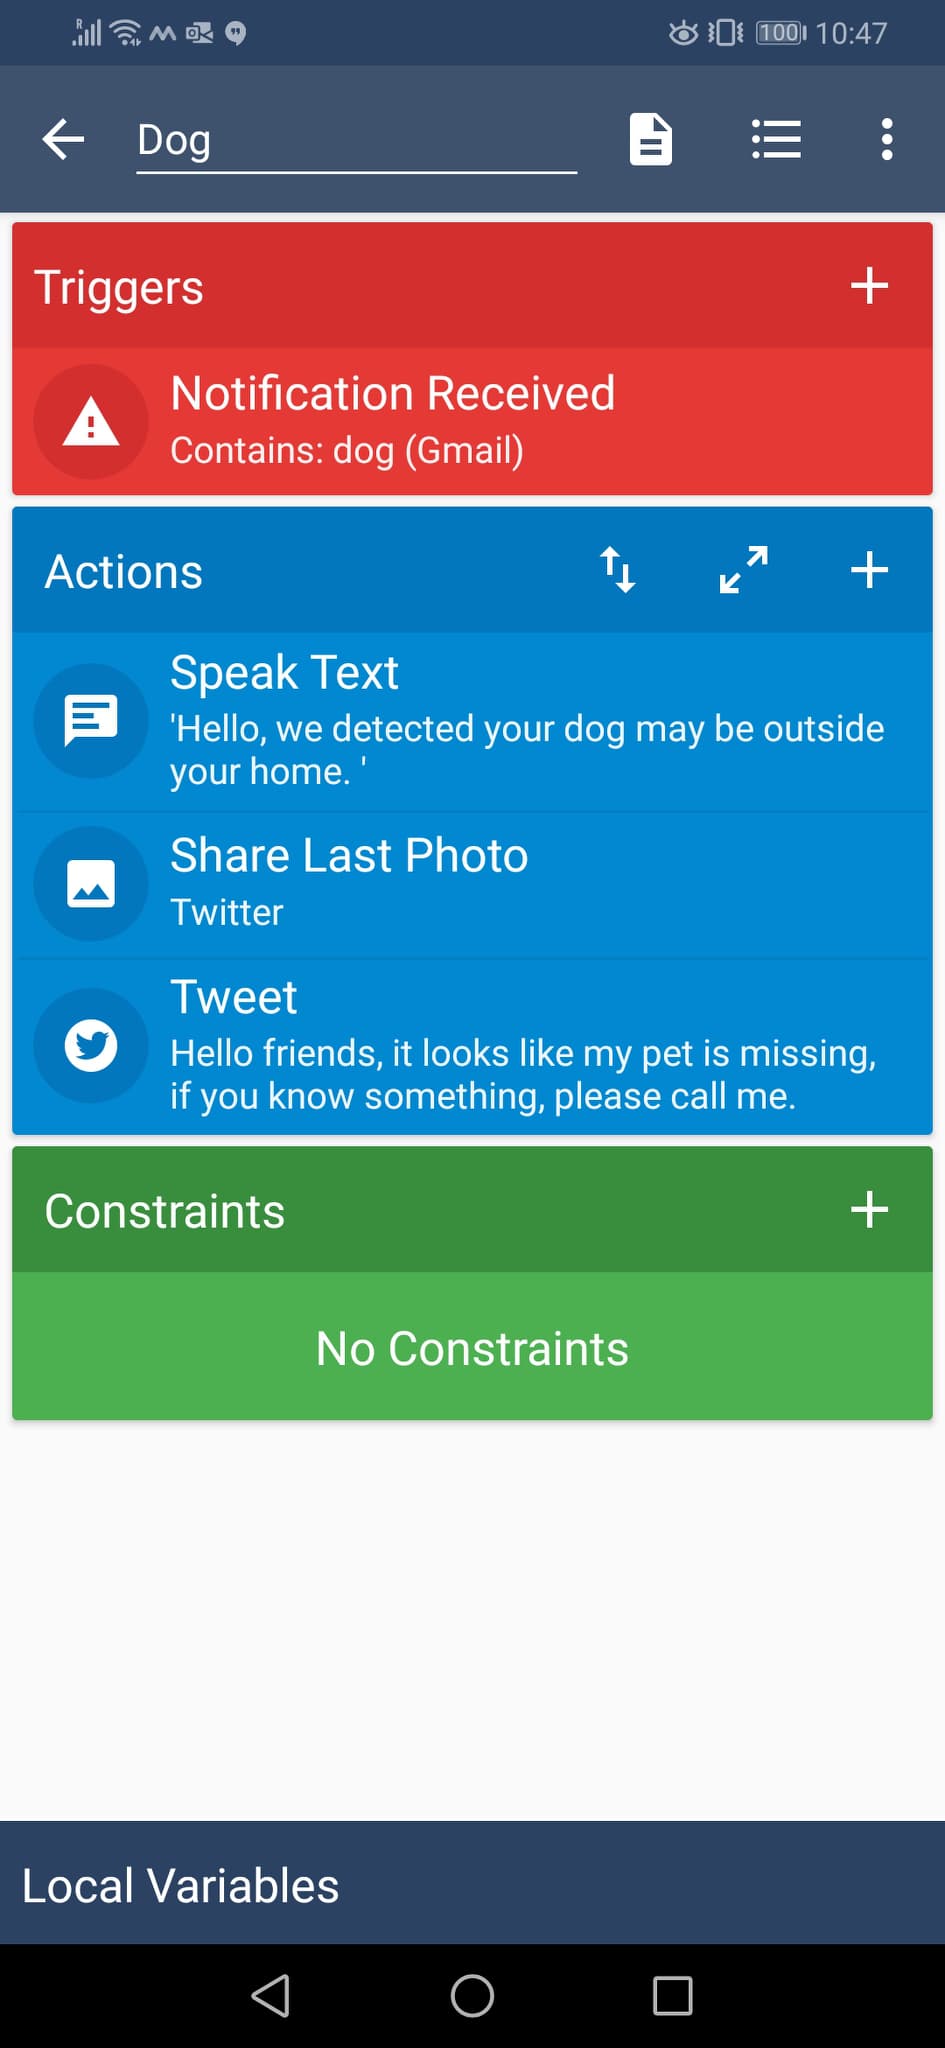 R 100 10:47
Dog
Triggers
Notification Received
Contains: dog (Gmail)
Actions
Speak Text
'Hello, we detected your dog may be outside
your home. '
Share Last Photo
Twitter
Tweet
Hello friends, it looks like my pet is missing,
if you know something, please call me.
Constraints
No Constraints
Local Variables